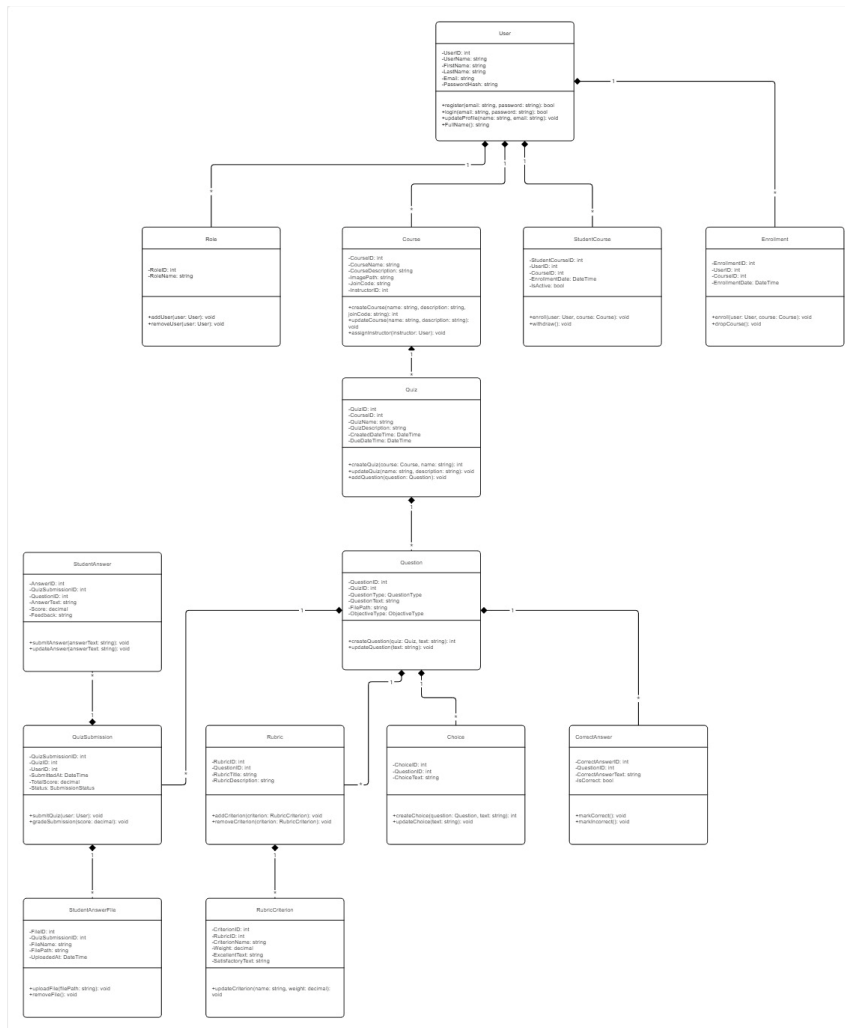 User
-UserID: int
-UserName: string
-FirstName: string
-LastName: string
-Email: string
-PasswordHash: string
+register(email: string, password: string): bool
+login(email: string, password: string): bool
+updateProfile(name: string, email: string): void
+FullName(): string
1
1
1
1
1
*
*
*
*
Role
-RoleID: int
-RoleName: string
+addUser(user: User): void
+removeUser(user: User): void
Course
-CourseID: int
-CourseName: string
-CourseDescription: string
-ImagePath: string
-JoinCode: string
-InstructorID: int
+createCourse(name: string, description: string,
joinCode: string): int
+updateCourse(name: string, description: string):
void
+assignInstructor(instructor: User): void
StudentCourse
-StudentCourseID: int
-UserID: int
-CourseID: int
-EnrollmentDate: DateTime
-IsActive: bool
+enroll(user: User, course: Course): void
+withdraw(): void
Enrollment
-EnrollmentID: int
-UserID: int
-CourseID: int
-EnrollmentDate: DateTime
+enroll(user: User, course: Course): void
+dropCourse(): void
*
Quiz
-QuizID: int
-CourseID: int
-QuizName: string
-QuizDescription: string
-CreatedDateTime: DateTime
-DueDateTime: DateTime
+createQuiz(course: Course, name: string): int
+updateQuiz(name: string, description: string): void
+addQuestion(question: Question): void
1
*
StudentAnswer
-AnswerID: int
-QuizSubmissionID: int
-QuestionID: int
-AnswerText: string
-Score: decimal
-Feedback: string
+submitAnswer(answerText: string): void
+updateAnswer(answerText: string): void
Question
-QuestionID: int
-QuizID: int
-QuestionType: QuestionType
-QuestionText: string
-FilePath: string
-ObjectiveType: ObjectiveType
+createQuestion(quiz: Quiz, text: string): int
+updateQuestion(text: string): void
1
1
1
1
*
1
*
*
*
*
QuizSubmission
-QuizSubmissionID: int
-QuizID: int
-UserID: int
-SubmittedAt: DateTime
-TotalScore: decimal
-Status: SubmissionStatus
+submitQuiz(user: User): void
+gradeSubmission(score: decimal): void
Rubric
-RubricID: int
-QuestionID: int
-RubricTitle: string
-RubricDescription: string
+addCriterion(criterion: RubricCriterion): void
+removeCriterion(criterion: RubricCriterion): void
Choice
-ChoiceID: int
-QuestionID: int
-ChoiceText: string
+createChoice(question: Question, text: string): int
+updateChoice(text: string): void
CorrectAnswer
-CorrectAnswerID: int
-QuestionID: int
-CorrectAnswerText: string
-IsCorrect: bool
+markCorrect(): void
+markIncorrect(): void
1
1
*
*
StudentAnswerFile
-FileID: int
-QuizSubmissionID: int
-FileName: string
-FilePath: string
-UploadedAt: DateTime
+uploadFile(filePath: string): void
+removeFile(): void
RubricCriterion
-CriterionID: int
-RubricID: int
-CriterionName: string
-Weight: decimal
-ExcellentText: string
-SatisfactoryText: string
+updateCriterion(name: string, weight: decimal):
void